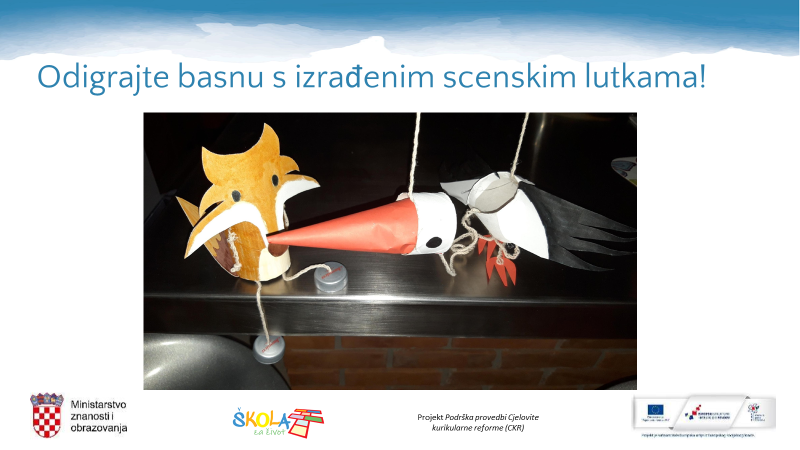 Odigrajte basnu s izrađenim scenskim lutkama!
Ministarstvo
znanosti i
obrazovanja
ŠKOLA
za život
Projekt Podrška provedbi Cjelovite
kurikularne reforme (CKR)